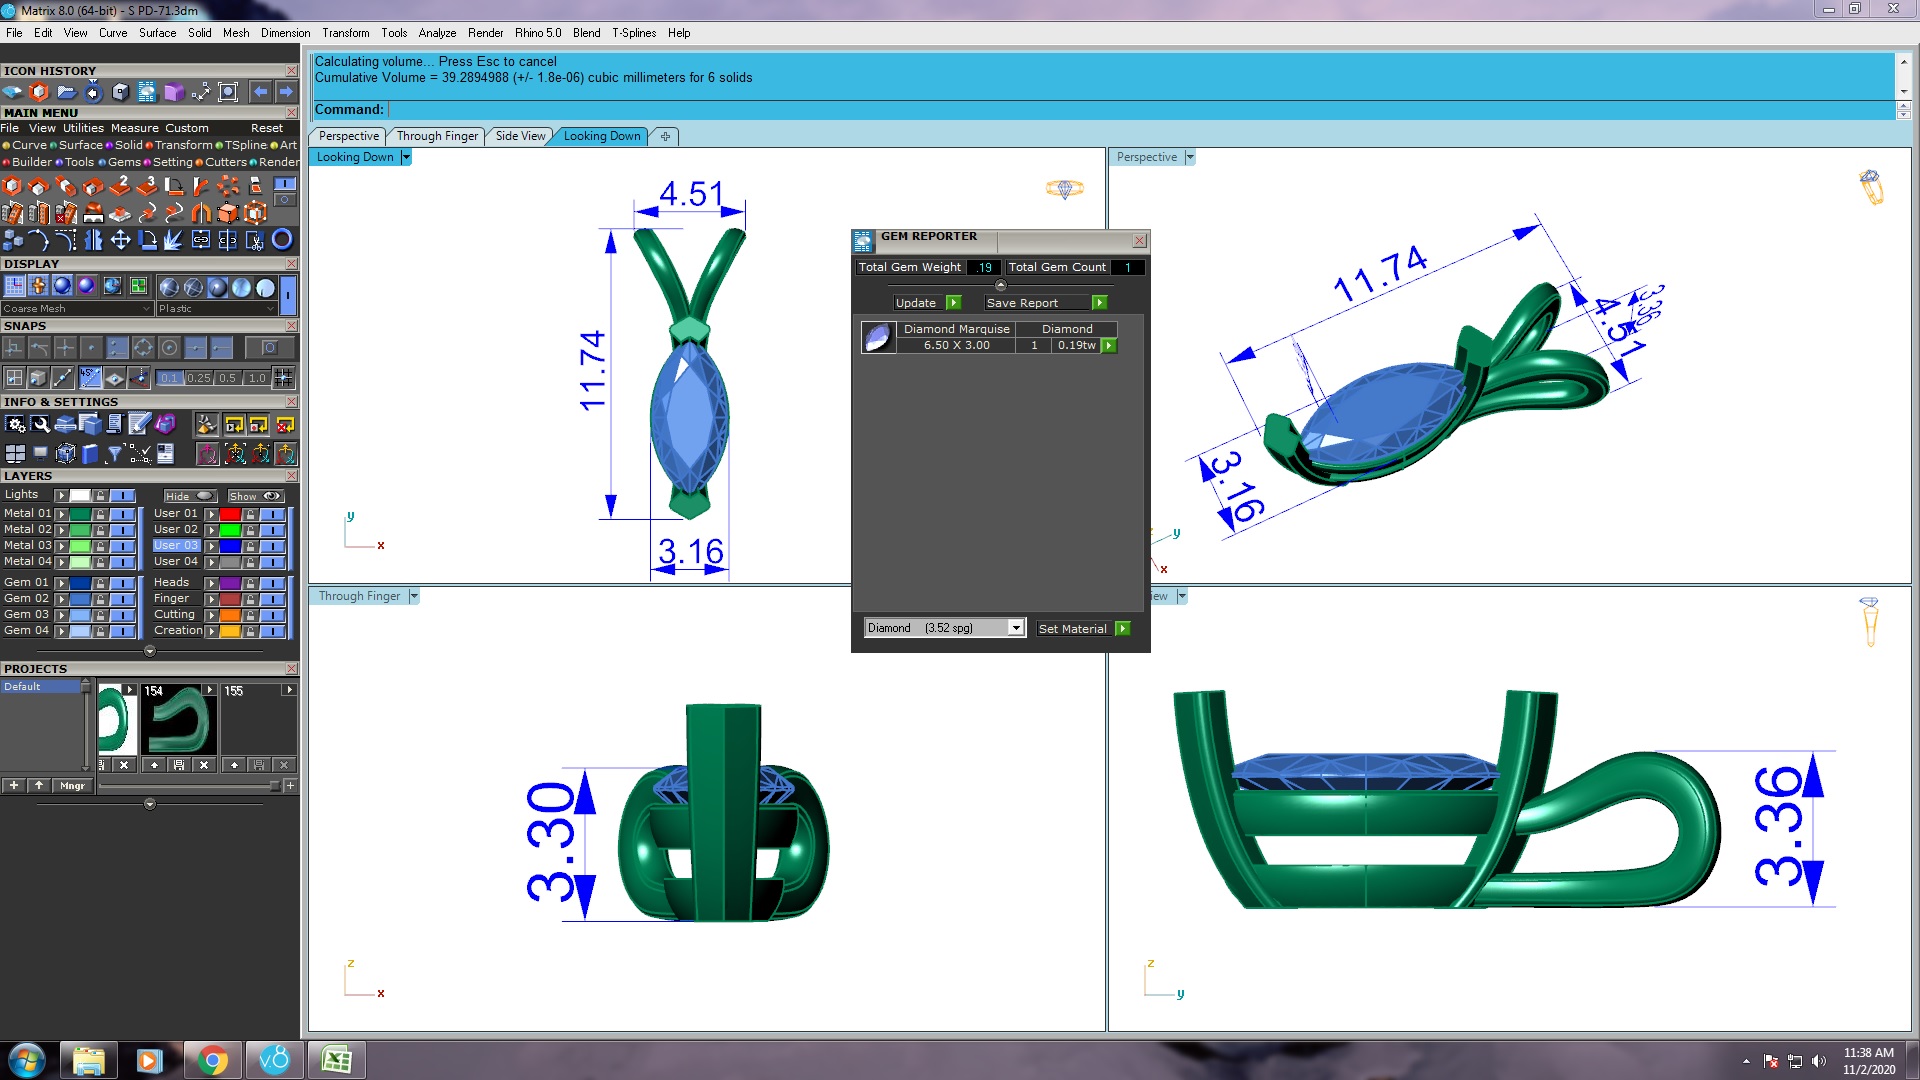 Matrix 8.0 (64-bit) - S PD-71.3dm
File Edit View Curve Surface Solid Mesh Dimension Transform Tools Analyze Render Rhino 5.0 Blend T-Splines Help
ICON HISTORY
MAIN MENU
File View Utilities Measure Custom Reset
Curve Surface Solid Transform TSpline Art
Builder Tools Gems Setting Cutters Render
2 3
DISPLAY
Coarse Mesh Plastic
SNAPS
45°
0.1 0.25 0.5 1.0
INFO & SETTINGS
LAYERS
Lights Hide Show
Metal 01 User 01
Metal 02 User 02
Metal 03 User 03
Metal 04 User 04
Gem 01 Heads
Gem 02 Finger
Gem 03 Cutting
Gem 04 Creation
PROJECTS
Default
154 155
Mngr
Calculating volume... Press Esc to cancel
Cumulative Volume = 39.2894988 (+/- 1.8e-06) cubic millimeters for 6 solids
Command:
Perspective Through Finger Side View Looking Down
Looking Down
4.51
11.74
3.16
y
x
Perspective
11.74
4.51
3.36
3.16
z
y
x
GEM REPORTER
Total Gem Weight .19 Total Gem Count 1
Update Save Report
Diamond Marquise Diamond
6.50 X 3.00 1 0.19tw
Diamond (3.52 spg) Set Material
Through Finger
3.30
z
x
iew
3.36
z
y
v8
11:38 AM
11/2/2020